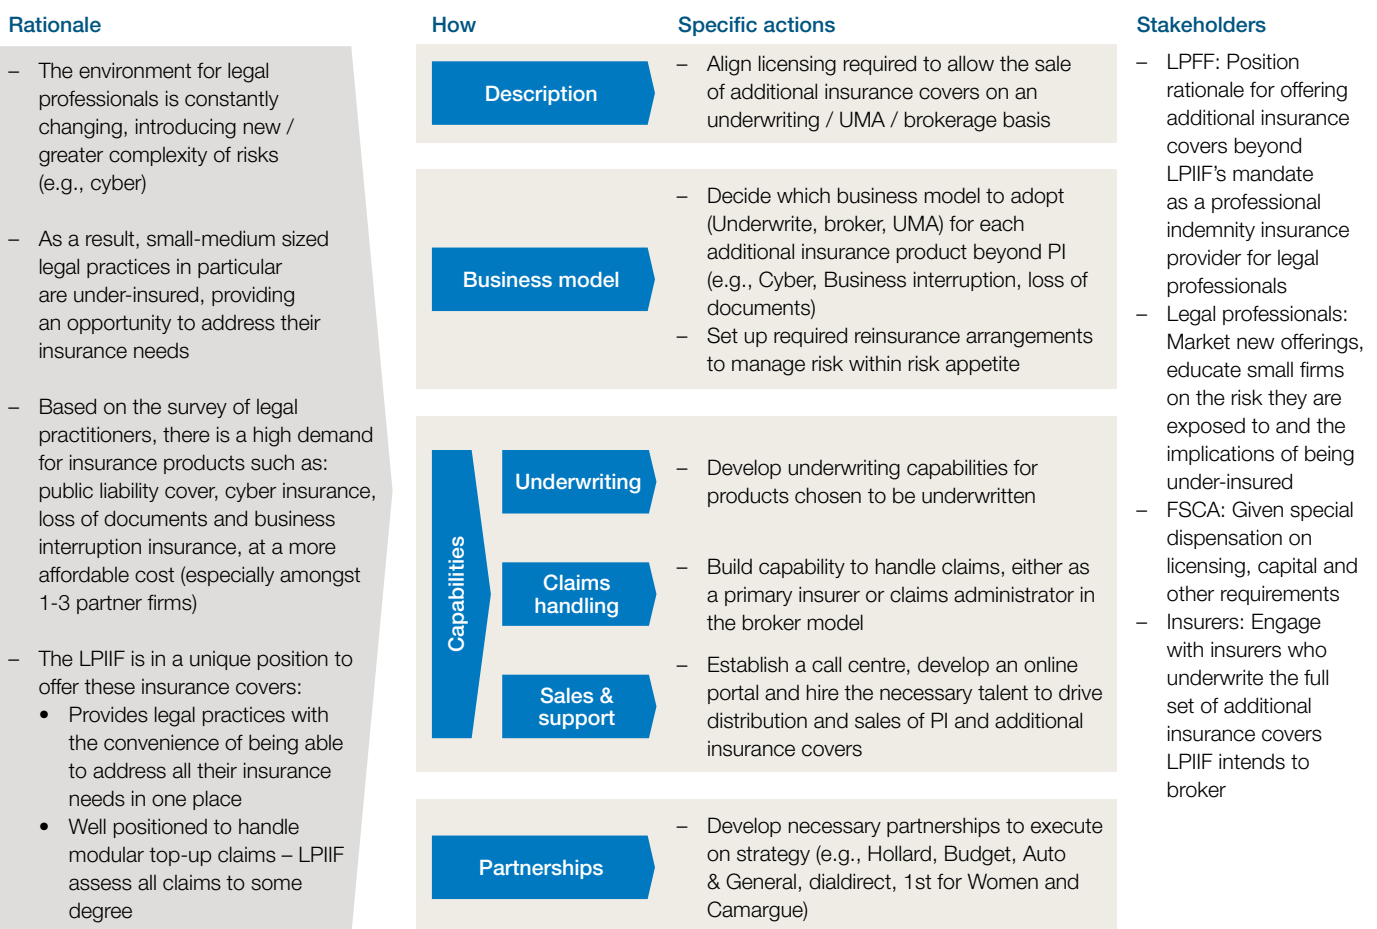 Rationale
– The environment for legal
professionals is constantly
changing, introducing new /
greater complexity of risks
(e.g., cyber)
– As a result, small-medium sized
legal practices in particular
are under-insured, providing
an opportunity to address their
insurance needs
– Based on the survey of legal
practitioners, there is a high demand
for insurance products such as:
public liability cover, cyber insurance,
loss of documents and business
interruption insurance, at a more
affordable cost (especially amongst
1-3 partner firms)
– The LPIIF is in a unique position to
offer these insurance covers:
• Provides legal practices with
the convenience of being able
to address all their insurance
needs in one place
• Well positioned to handle
modular top-up claims – LPIIF
assess all claims to some
degree
How
Specific actions
Description
– Align licensing required to allow the sale
of additional insurance covers on an
underwriting / UMA / brokerage basis
Business model
– Decide which business model to adopt
(Underwrite, broker, UMA) for each
additional insurance product beyond PI
(e.g., Cyber, Business interruption, loss of
documents)
– Set up required reinsurance arrangements
to manage risk within risk appetite
Capabilities
Underwriting
– Develop underwriting capabilities for
products chosen to be underwritten
Claims
handling
– Build capability to handle claims, either as
a primary insurer or claims administrator in
the broker model
Sales &
support
– Establish a call centre, develop an online
portal and hire the necessary talent to drive
distribution and sales of PI and additional
insurance covers
Partnerships
– Develop necessary partnerships to execute
on strategy (e.g., Hollard, Budget, Auto
& General, dialdirect, 1st for Women and
Camargue)
Stakeholders
– LPFF: Position
rationale for offering
additional insurance
covers beyond
LPIIF's mandate
as a professional
indemnity insurance
provider for legal
professionals
– Legal professionals:
Market new offerings,
educate small firms
on the risk they are
exposed to and the
implications of being
under-insured
– FSCA: Given special
dispensation on
licensing, capital and
other requirements
– Insurers: Engage
with insurers who
underwrite the full
set of additional
insurance covers
LPIIF intends to
broker